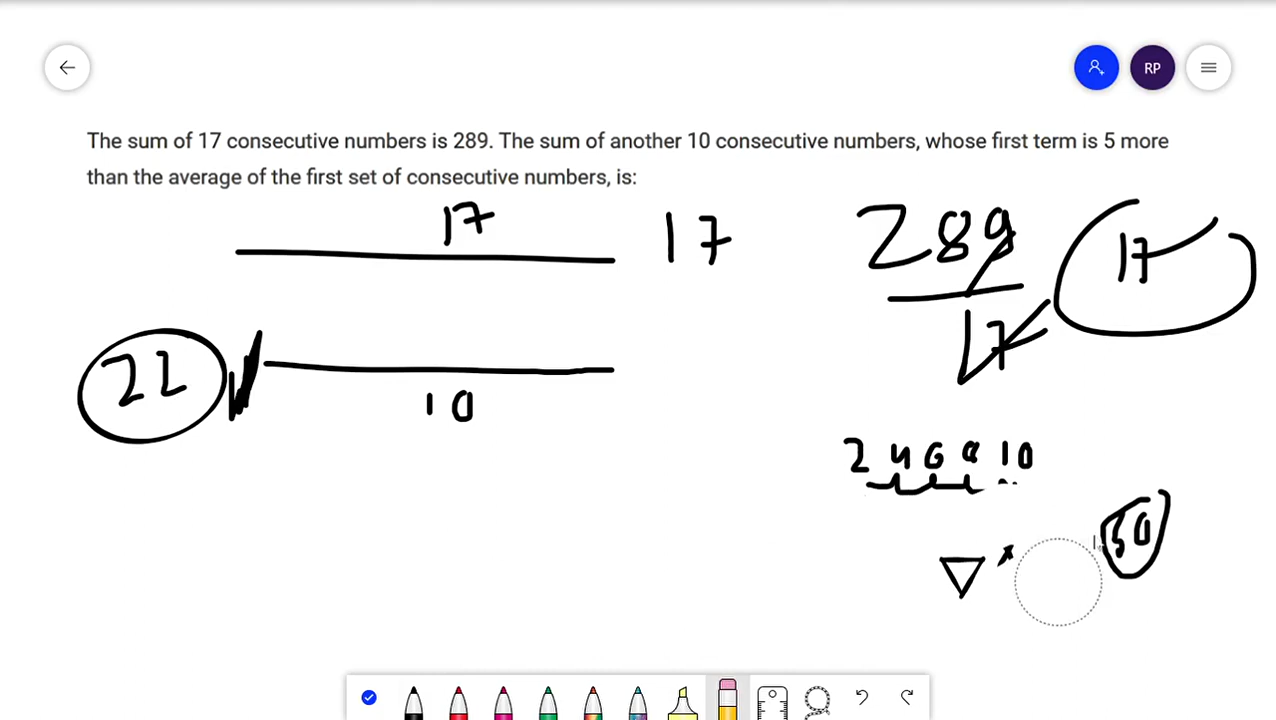 RP
The sum of 17 consecutive numbers is 289. The sum of another 10 consecutive numbers, whose first term is 5 more
than the average of the first set of consecutive numbers, is:
17
17
289
17
17
22
10
2 4 6 8 10
30